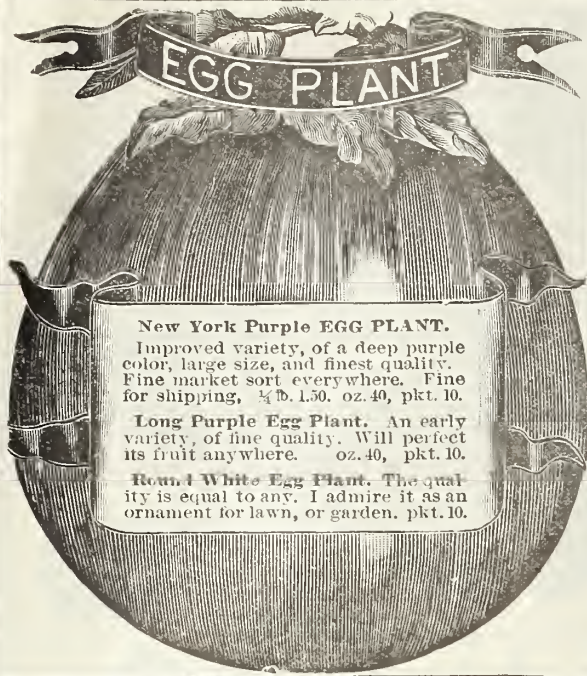 EGG PLANT
New York Purple EGG PLANT.
Improved variety, of a deep purple
color, large size, and finest quality.
Fine market sort everywhere. Fine
for shipping, ¼ lb. 1.50. oz. 40, pkt. 10.
Long Purple Egg Plant. An early
variety, of fine quality. Will perfect
its fruit anywhere. oz. 40, pkt. 10.
Round White Egg Plant. The qual-
ity is equal to any. I admire it as an
ornament for lawn, or garden. pkt. 10.